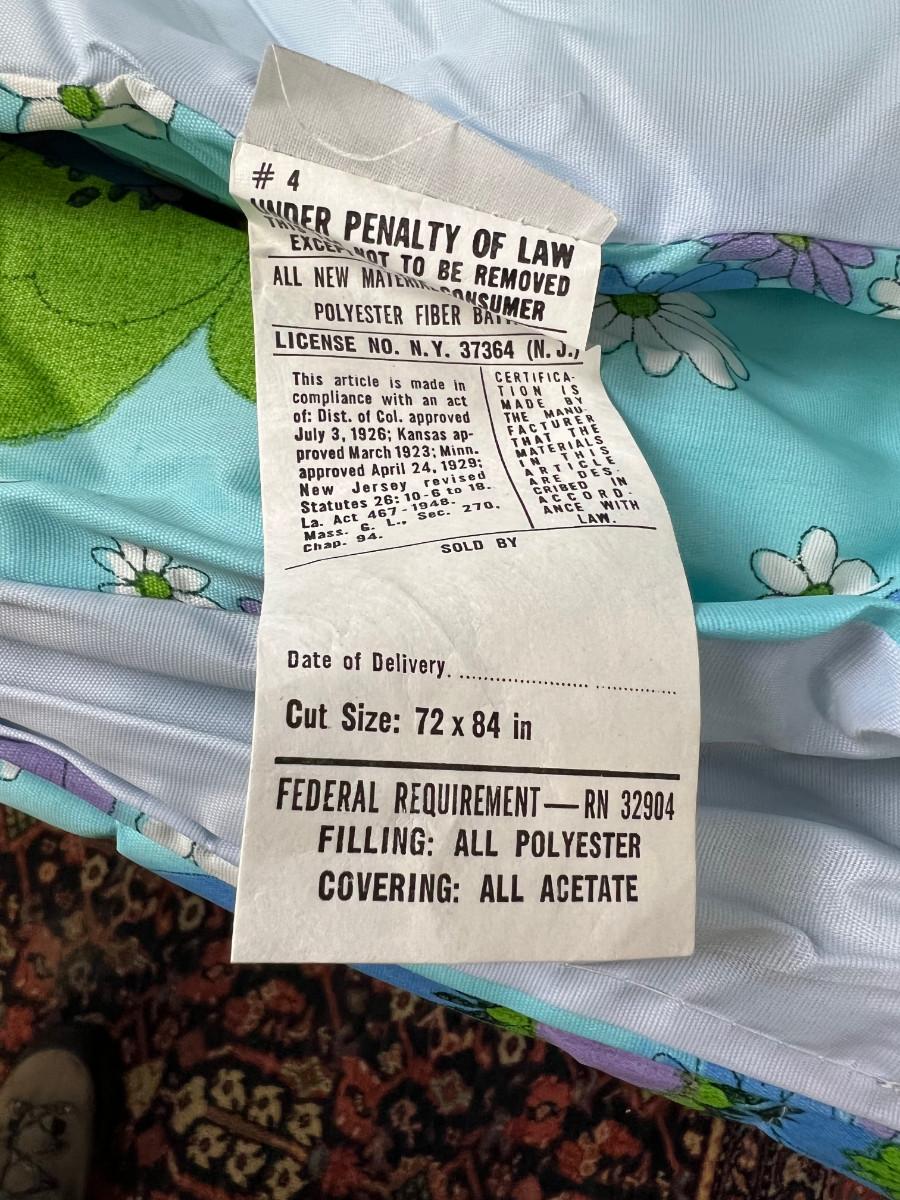 # 4
UNDER PENALTY OF LAW
NOT TO BE REMOVED
CONSUMER
ALL NEW
POLYESTER FIBER
LICENSE NO. N.Y. 37364 (N.J.)
This article is made in
compliance with an act
of: Dist. of Col. approved
July 3, 1926; Kansas ap-
proved March 1923; Minn.
approved April 24, 1929;
New Jersey revised
Statutes 26: 10-6 to 18.
La. Act 467-1948.
Mass. G. L., Sec. 270,
Chap. 94.
CERTIFICA-
TION IS
MADE BY
THE MANU-
FACTURER
THAT THE
MATERIALS
IN THIS
ARTICLE
ARE DES-
CRIBED IN
ACCORD-
ANCE WITH
LAW.
SOLD BY
Date of Delivery
Cut Size: 72 x 84 in
FEDERAL REQUIREMENT—RN 32904
FILLING: ALL POLYESTER
COVERING: ALL ACETATE